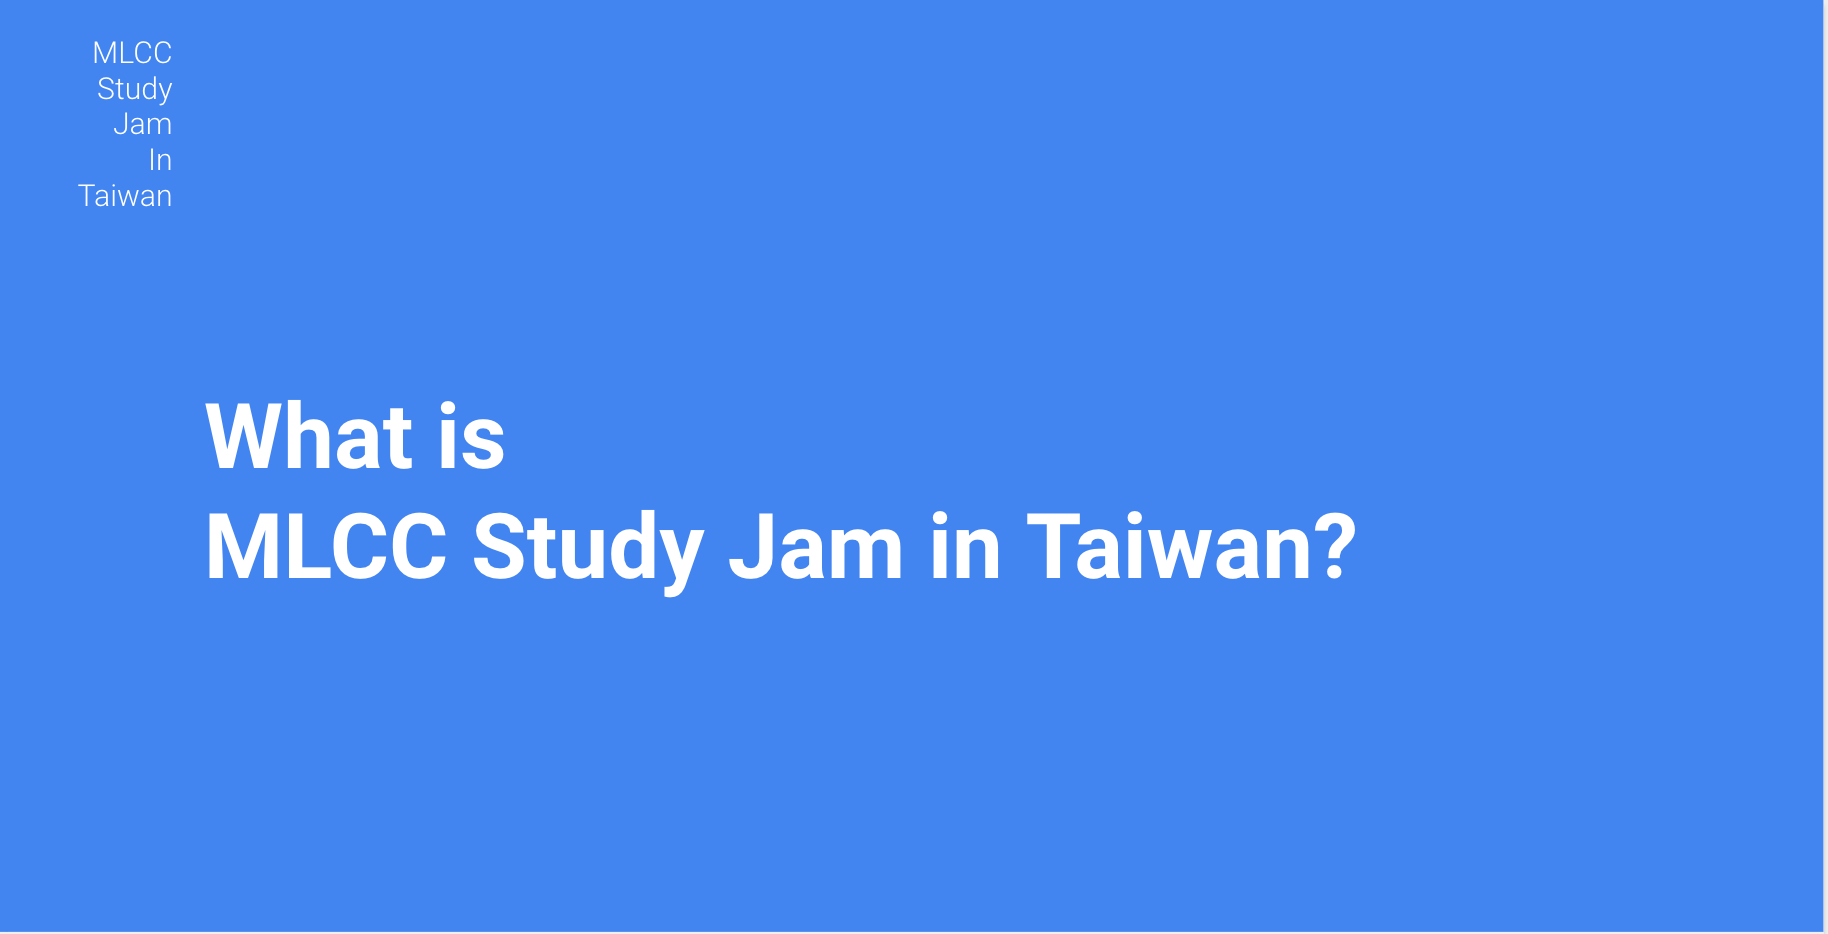 MLCC
Study
Jam
In
Taiwan
What is
MLCC Study Jam in Taiwan?